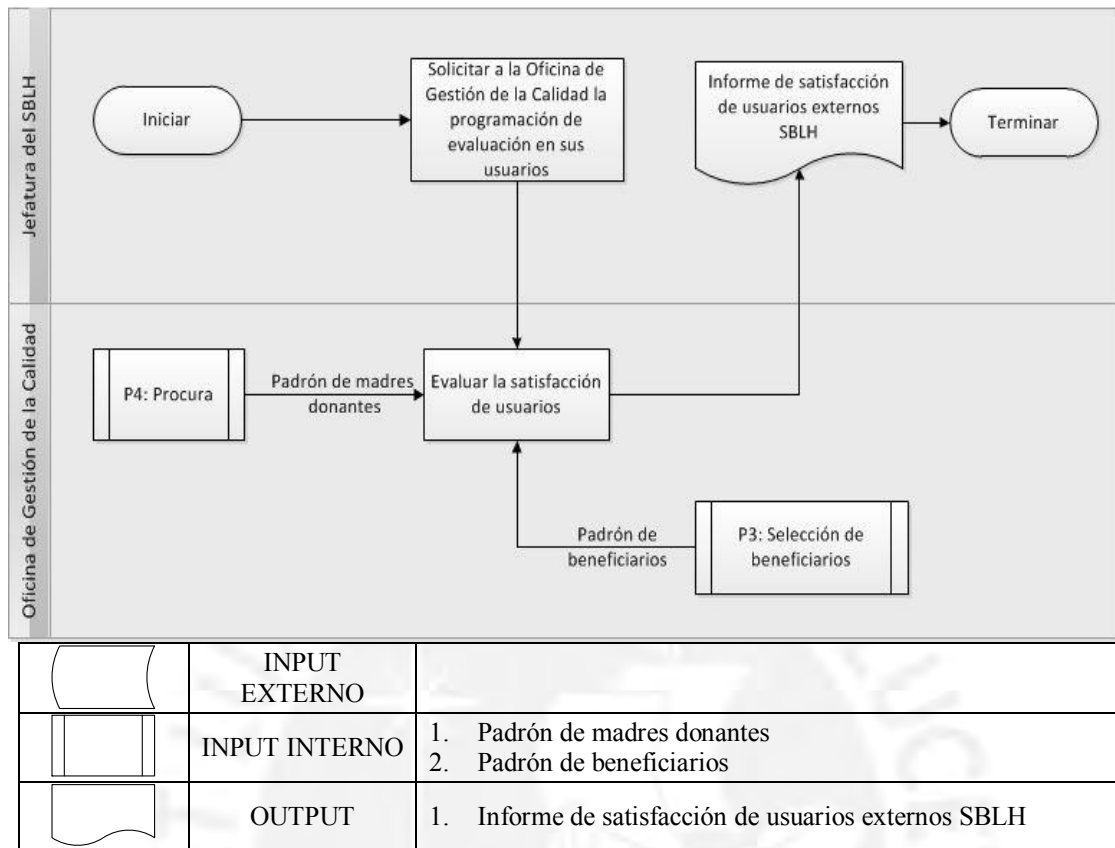 Jefatura del SBLH
Iniciar
Solicitar a la Oficina de
Gestión de la Calidad la
programación de
evaluación en sus
usuarios
Informe de satisfacción
de usuarios externos
SBLH
Terminar
Oficina de Gestión de la Calidad
P4: Procura
Padrón de madres
donantes
Evaluar la satisfacción
de usuarios
Padrón de
beneficiarios
P3: Selección de
beneficiarios
INPUT
EXTERNO
INPUT INTERNO
1. Padrón de madres donantes
2. Padrón de beneficiarios
OUTPUT
1. Informe de satisfacción de usuarios externos SBLH